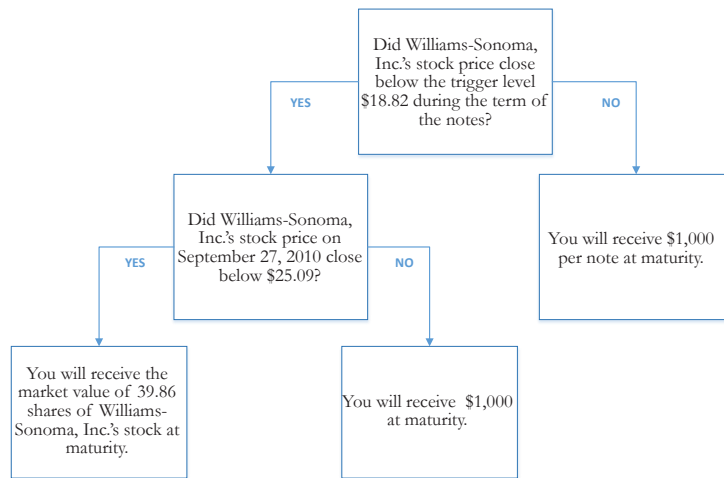 Did Williams-Sonoma,
Inc.'s stock price close
below the trigger level
$18.82 during the term of
the notes?
YES
NO
Did Williams-Sonoma,
Inc.'s stock price on
September 27, 2010 close
below $25.09?
You will receive $1,000
per note at maturity.
YES
NO
You will receive the
market value of 39.86
shares of Williams-
Sonoma, Inc.'s stock at
maturity.
You will receive $1,000
at maturity.